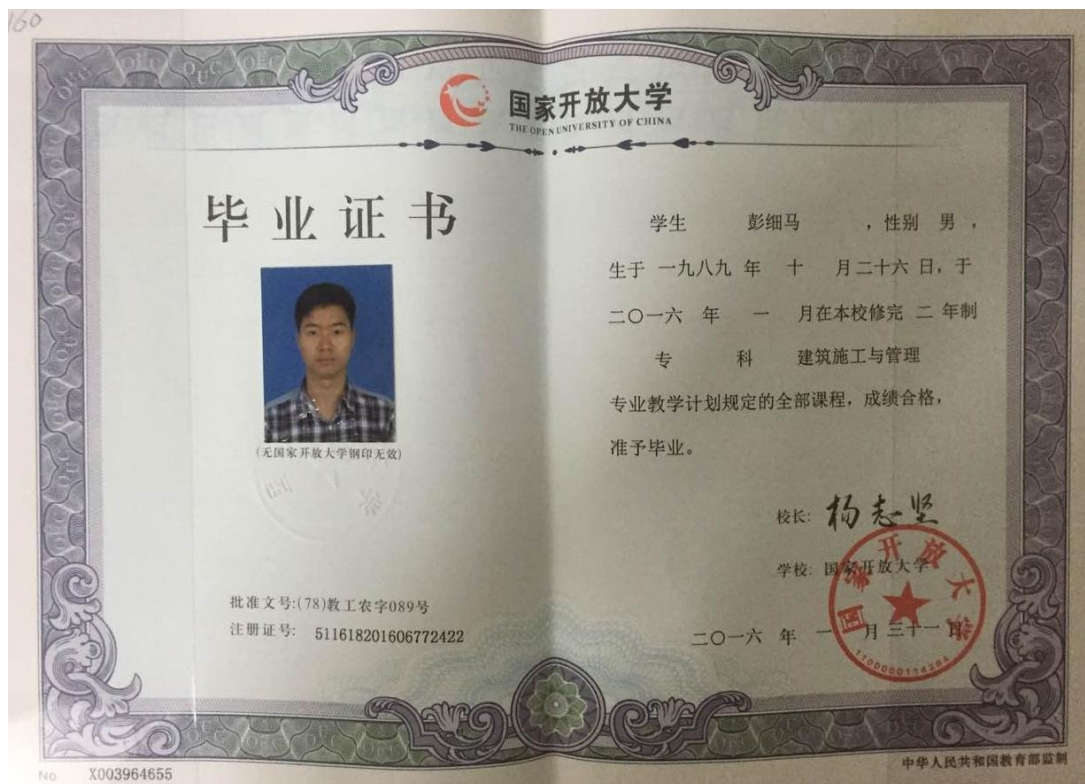 160
国家开放大学
THE OPEN UNIVERSITY OF CHINA
毕业证书
(无国家开放大学钢印无效)
批准文号:(78)教工农字089号
注册证号: 511618201606772422
学生 彭细马 ,性别 男 ,
生于 一九八九 年 十 月二十六 日,于
二〇一六 年 一 月在本校修完 二 年制
专 科 建筑施工与管理
专业教学计划规定的全部课程,成绩合格,
准予毕业。
校长: 杨志坚
学校: 国家开放大学
二〇一六 年 一 月三十一日
国家开放大学
1100000114284
No. X003964655
中华人民共和国教育部监制